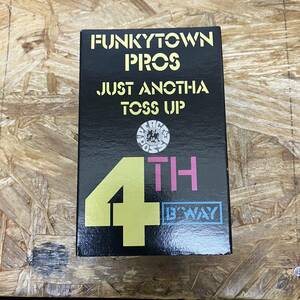 FUNKYTOWN
PROS
JUST ANOTHA
TOSS UP
4TH
B'WAY